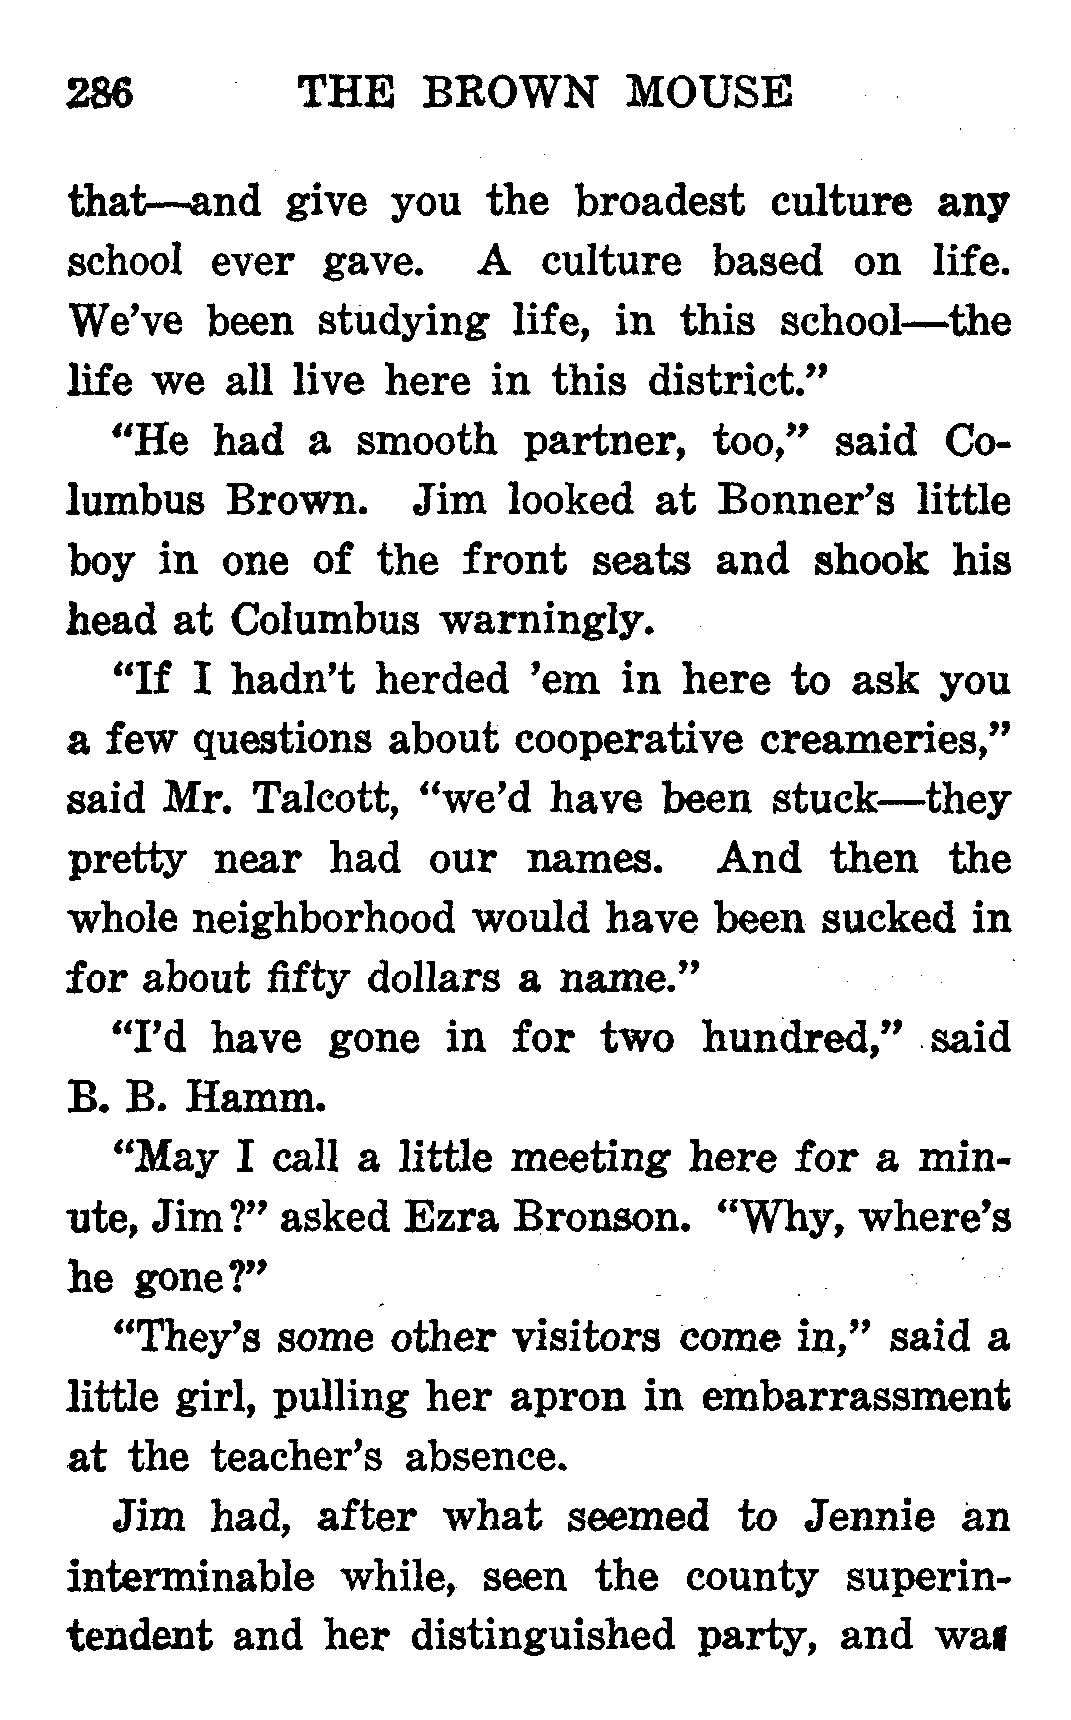 286 THE BROWN MOUSE
that—and give you the broadest culture any
school ever gave. A culture based on life.
We've been studying life, in this school—the
life we all live here in this district."
"He had a smooth partner, too," said Co-
lumbus Brown. Jim looked at Bonner's little
boy in one of the front seats and shook his
head at Columbus warningly.
"If I hadn't herded 'em in here to ask you
a few questions about cooperative creameries,"
said Mr. Talcott, "we'd have been stuck—they
pretty near had our names. And then the
whole neighborhood would have been sucked in
for about fifty dollars a name."
"I'd have gone in for two hundred," said
B. B. Hamm.
"May I call a little meeting here for a min-
ute, Jim?" asked Ezra Bronson. "Why, where's
he gone?"
"They's some other visitors come in," said a
little girl, pulling her apron in embarrassment
at the teacher's absence.
Jim had, after what seemed to Jennie an
interminable while, seen the county superin-
tendent and her distinguished party, and was